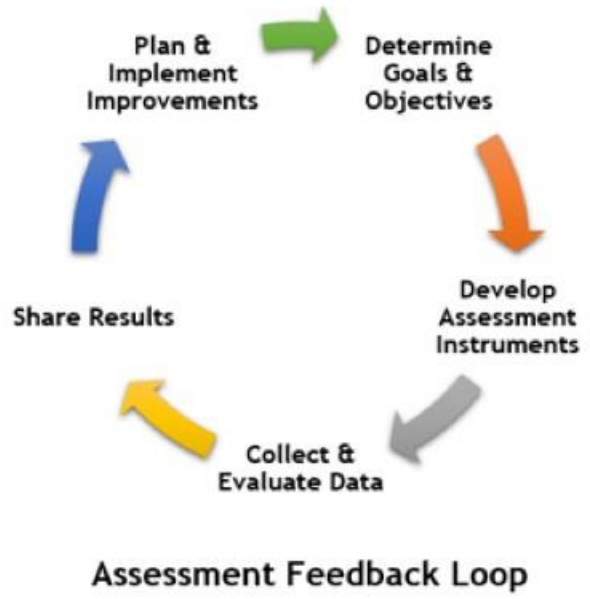 Plan &
Implement
Improvements
Determine
Goals &
Objectives
Develop
Assessment
Instruments
Collect &
Evaluate Data
Share Results
Assessment Feedback Loop